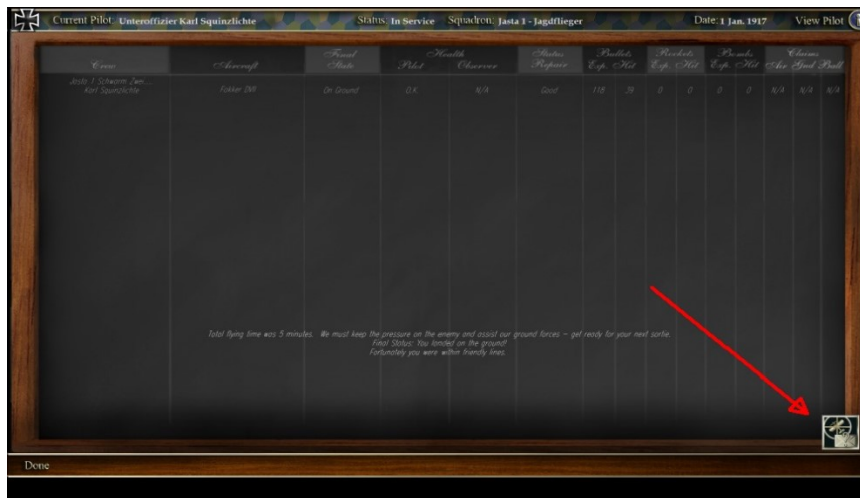 Current Pilot: Unteroffizier Karl Squinzlichte Status: In Service Squadron: Jasta 1 - Jagdflieger Date: 1 Jan. 1917 View Pilot
Crew Aircraft Final State Health Pilot Observer Status Repair Bullets Exp. Hit Rockets Exp. Hit Bombs Exp. Hit Claims Air Gnd Ball
Jasta 1 Schwarm Zwei...
Karl Squinzlichte Fokker On Ground O.K. N/A Good 118 39 0 0 0 0 N/A N/A N/A
Total flying time was 5 minutes. We must keep the pressure on the enemy and assist our ground forces – get ready for your next sortie.
Final Status: You landed on the ground!
Fortunately you were within friendly lines.
Done